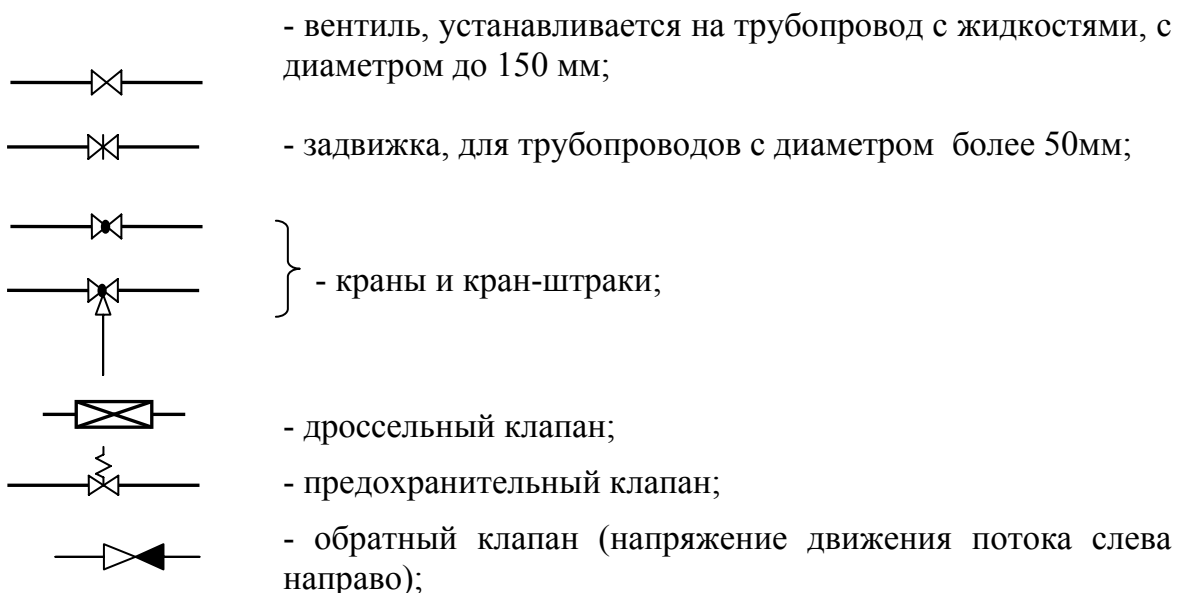 - вентиль, устанавливается на трубопровод с жидкостями, с
диаметром до 150 мм;
- задвижка, для трубопроводов с диаметром более 50мм;
- краны и кран-штраки;
- дроссельный клапан;
- предохранительный клапан;
- обратный клапан (напряжение движения потока слева
направо);